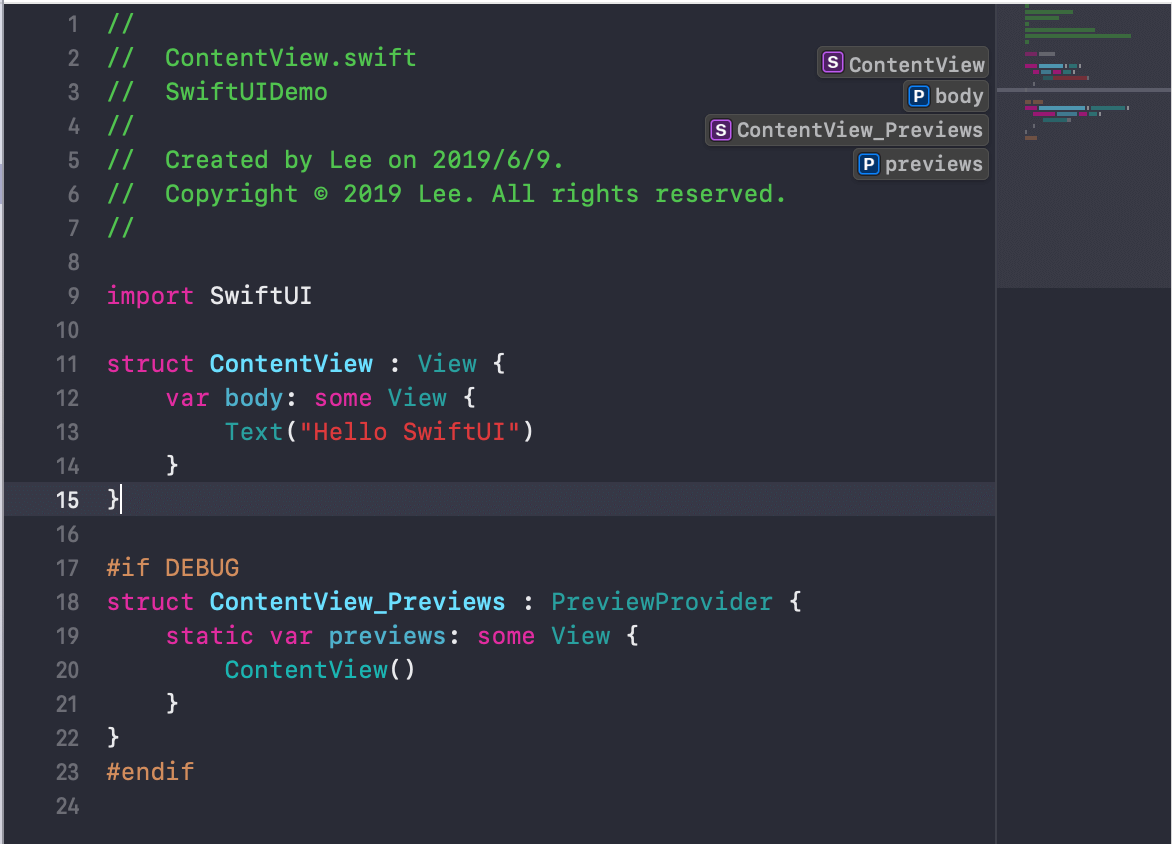 1 //
2 //  ContentView.swift
3 //  SwiftUIDemo
4 //
5 //  Created by Lee on 2019/6/9.
6 //  Copyright © 2019 Lee. All rights reserved.
7 //
8
9 import SwiftUI
10
11 struct ContentView : View {
12     var body: some View {
13         Text("Hello SwiftUI")
14     }
15 }
16
17 #if DEBUG
18 struct ContentView_Previews : PreviewProvider {
19     static var previews: some View {
20         ContentView()
21     }
22 }
23 #endif
24
S ContentView
P body
S ContentView_Previews
P previews